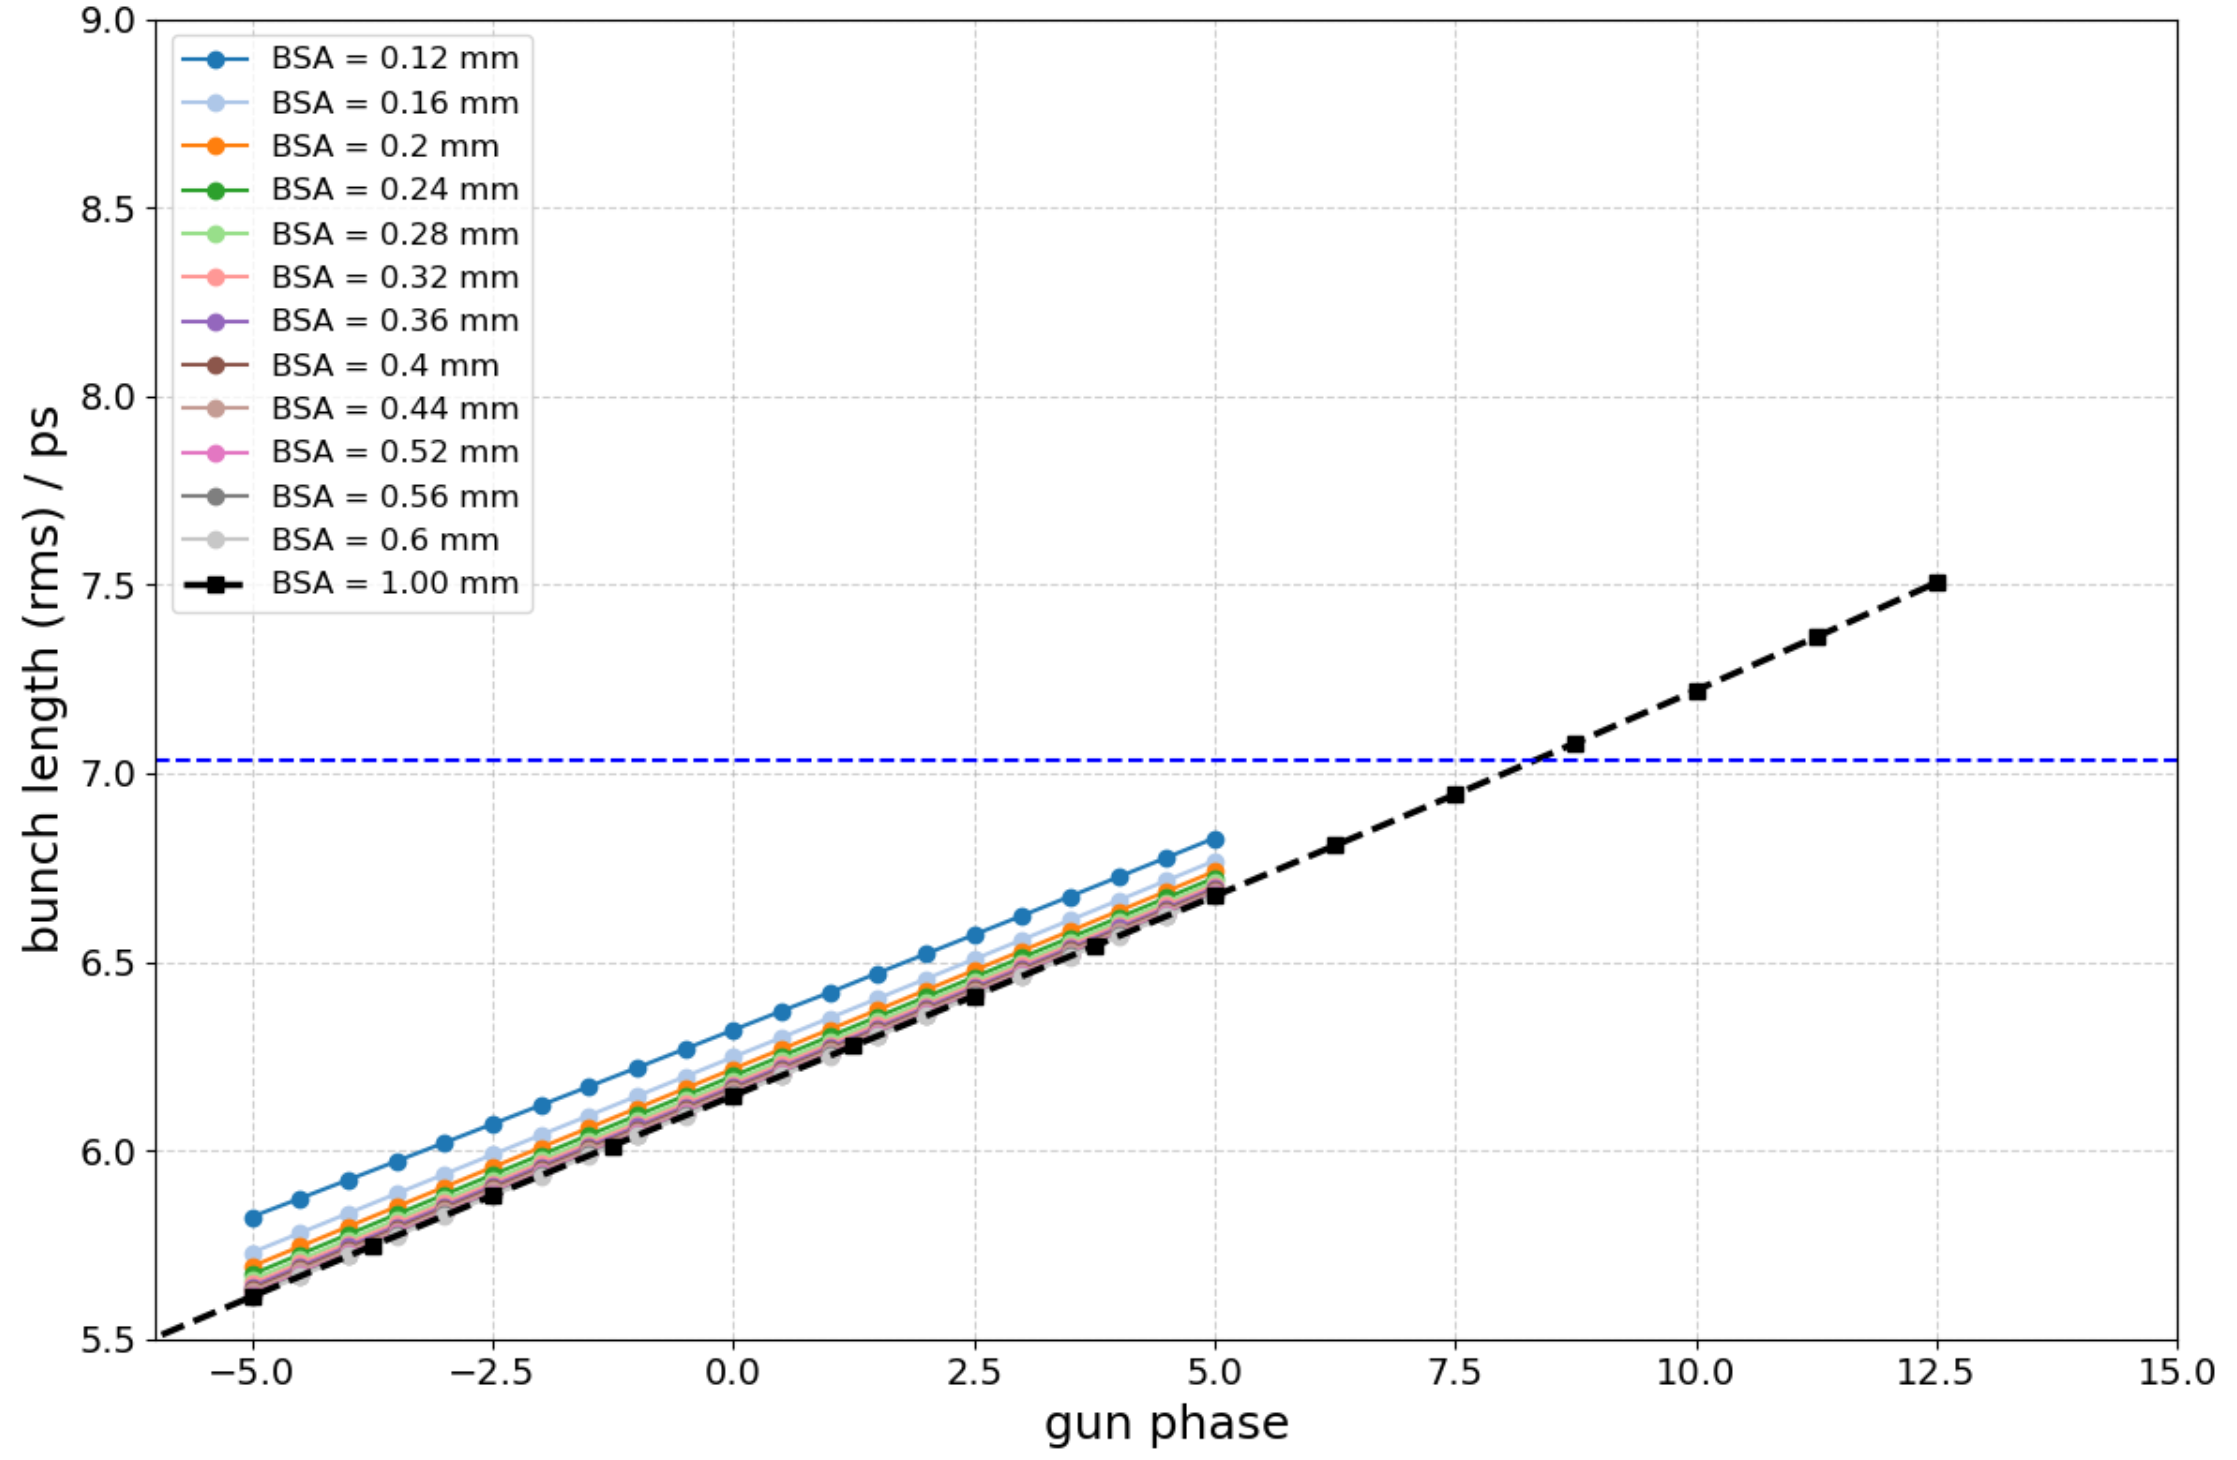 9.0
8.5
8.0
7.5
7.0
6.5
6.0
5.5
bunch length (rms) / ps
BSA = 0.12 mm
BSA = 0.16 mm
BSA = 0.2 mm
BSA = 0.24 mm
BSA = 0.28 mm
BSA = 0.32 mm
BSA = 0.36 mm
BSA = 0.4 mm
BSA = 0.44 mm
BSA = 0.52 mm
BSA = 0.56 mm
BSA = 0.6 mm
BSA = 1.00 mm
−5.0 −2.5 0.0 2.5 5.0 7.5 10.0 12.5 15.0
gun phase